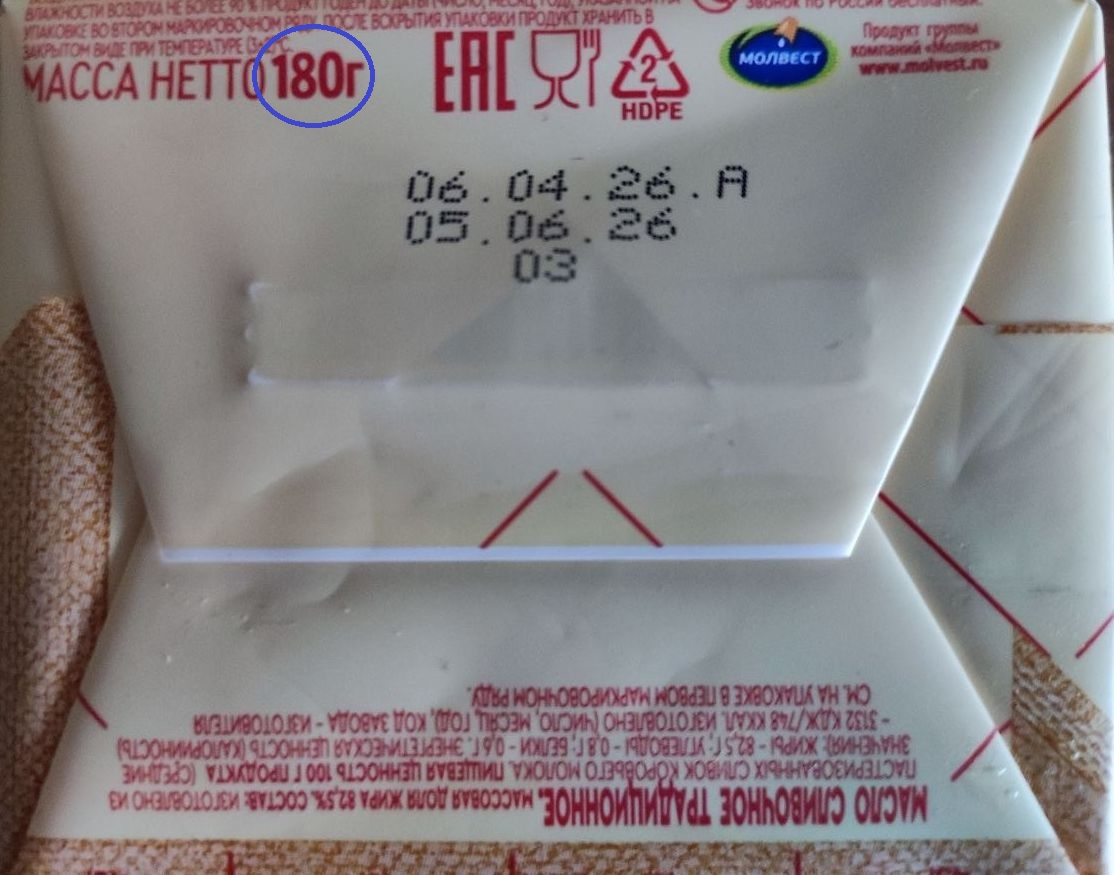 ВЛАЖНОСТИ ВОЗДУХА НЕ БОЛЕЕ 90 % ПРОДУКТ ГОДЕН ДО ДАТЫ (ЧИСЛО, МЕСЯЦ, ГОД), УКАЗАННОЙ НА
УПАКОВКЕ ВО ВТОРОМ МАРКИРОВОЧНОМ РЯДУ. ПОСЛЕ ВСКРЫТИЯ УПАКОВКИ ПРОДУКТ ХРАНИТЬ В
ЗАКРЫТОМ ВИДЕ ПРИ ТЕМПЕРАТУРЕ
МАССА НЕТТО 180г
EAC
2
HDPE
Звонок по России бесплатный.
МОЛВЕСТ
Продукт группы
компаний «Молвест»
www.molvest.ru
06.04.26.A
05.06.26
03
МАСЛО СЛИВОЧНОЕ ТРАДИЦИОННОЕ. МАССОВАЯ ДОЛЯ ЖИРА 82,5%. СОСТАВ: ИЗГОТОВЛЕНО ИЗ
ПАСТЕРИЗОВАННЫХ СЛИВОК КОРОВЬЕГО МОЛОКА. ПИЩЕВАЯ ЦЕННОСТЬ 100 Г ПРОДУКТА (СРЕДНИЕ
ЗНАЧЕНИЯ): ЖИРЫ - 82,5 Г; УГЛЕВОДЫ - 0,8 Г; БЕЛКИ - 0,6 Г. ЭНЕРГЕТИЧЕСКАЯ ЦЕННОСТЬ (КАЛОРИЙНОСТЬ)
- 3132 КДЖ/748 ККАЛ. ИЗГОТОВЛЕНО (ЧИСЛО, МЕСЯЦ, ГОД), КОД ЗАВОДА - ИЗГОТОВИТЕЛЯ
СМ. НА УПАКОВКЕ В ПЕРВОМ МАРКИРОВОЧНОМ РЯДУ.